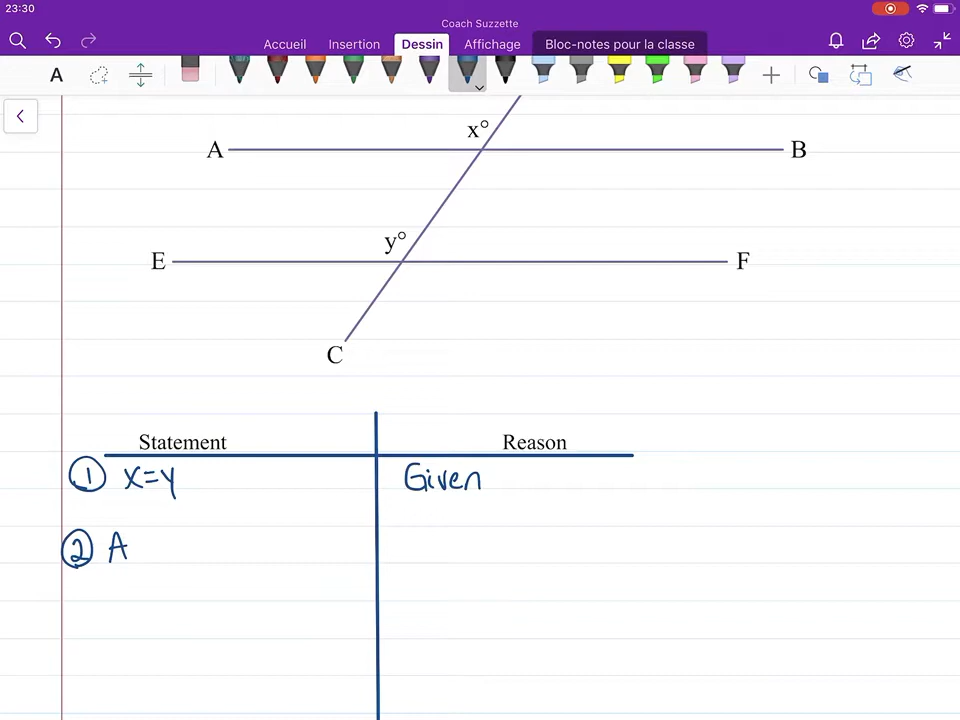 23:30
Coach Suzzette
Accueil Insertion Dessin Affichage Bloc-notes pour la classe
A
x°
A B
y°
E F
C
Statement Reason
1 x=y Given
2 A